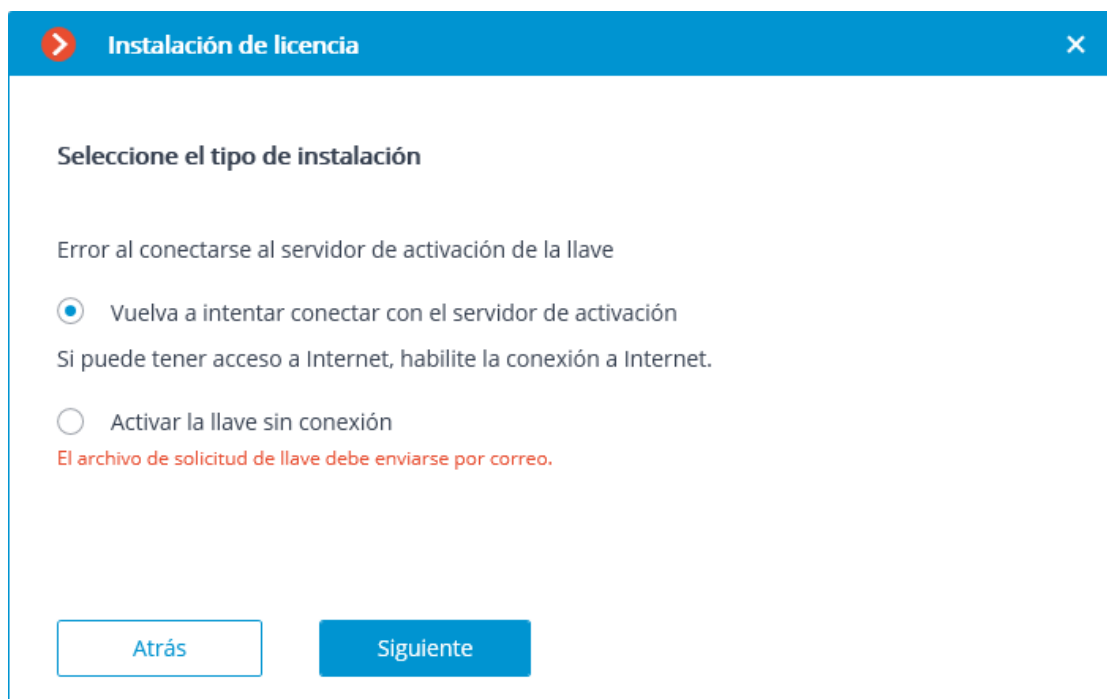 Instalación de licencia
Seleccione el tipo de instalación
Error al conectarse al servidor de activación de la llave
Vuelva a intentar conectar con el servidor de activación
Si puede tener acceso a Internet, habilite la conexión a Internet.
Activar la llave sin conexión
El archivo de solicitud de llave debe enviarse por correo.
Atrás
Siguiente